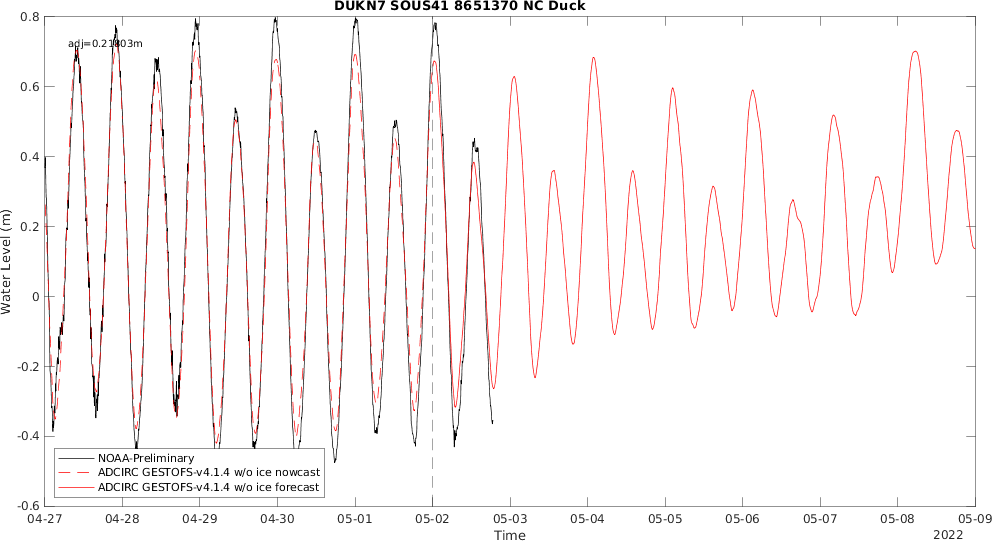 DUKN7 SOUS41 8651370 NC Duck
adj=0.21803m
0.8
0.6
0.4
0.2
0
-0.2
-0.4
-0.6
Water Level (m)
NOAA-Preliminary
ADCIRC GESTOFS-v4.1.4 w/o ice nowcast
ADCIRC GESTOFS-v4.1.4 w/o ice forecast
04-27 04-28 04-29 04-30 05-01 05-02 05-03 05-04 05-05 05-06 05-07 05-08 05-09
Time
2022